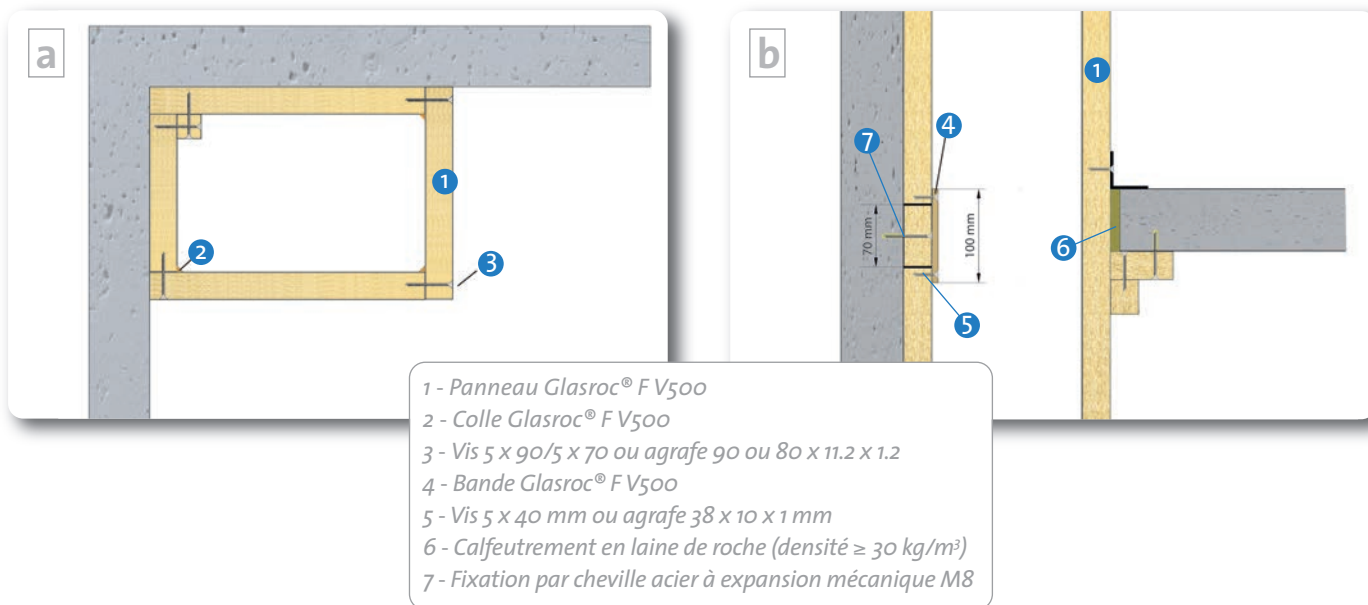 a
1
2
3
b
1
4
7
70 mm
100 mm
6
5
1 - Panneau Glasroc® F V500
2 - Colle Glasroc® F V500
3 - Vis 5 x 90/5 x 70 ou agrafe 90 ou 80 x 11.2 x 1.2
4 - Bande Glasroc® F V500
5 - Vis 5 x 40 mm ou agrafe 38 x 10 x 1 mm
6 - Calfeutrement en laine de roche (densité ≥ 30 kg/m³)
7 - Fixation par cheville acier à expansion mécanique M8